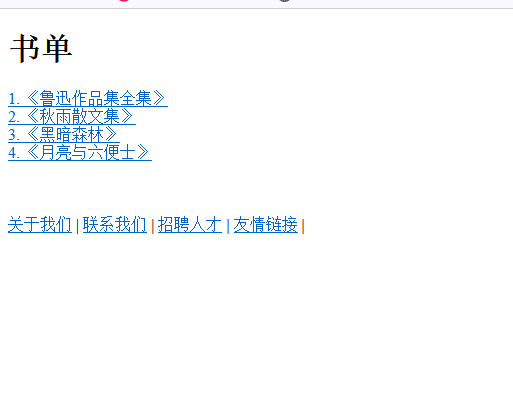 书单
1. 《鲁迅作品集全集》
2. 《秋雨散文集》
3. 《黑暗森林》
4. 《月亮与六便士》
关于我们 | 联系我们 | 招聘人才 | 友情链接 |